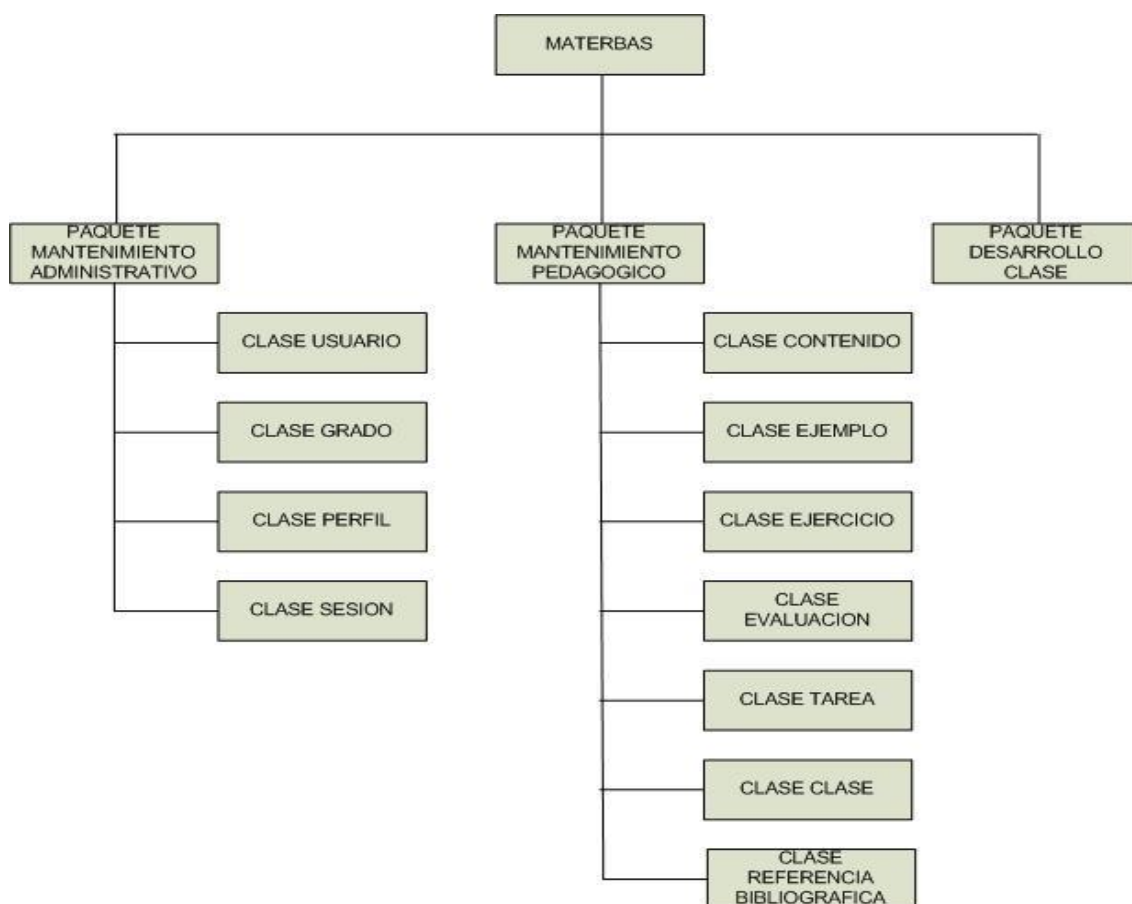 MATERBAS
PAQUETE
MANTENIMIENTO
ADMINISTRATIVO
PAQUETE
MANTENIMIENTO
PEDAGOGICO
PAQUETE
DESARROLLO
CLASE
CLASE USUARIO
CLASE GRADO
CLASE PERFIL
CLASE SESION
CLASE CONTENIDO
CLASE EJEMPLO
CLASE EJERCICIO
CLASE
EVALUACION
CLASE TAREA
CLASE CLASE
CLASE
REFERENCIA
BIBLIOGRAFICA